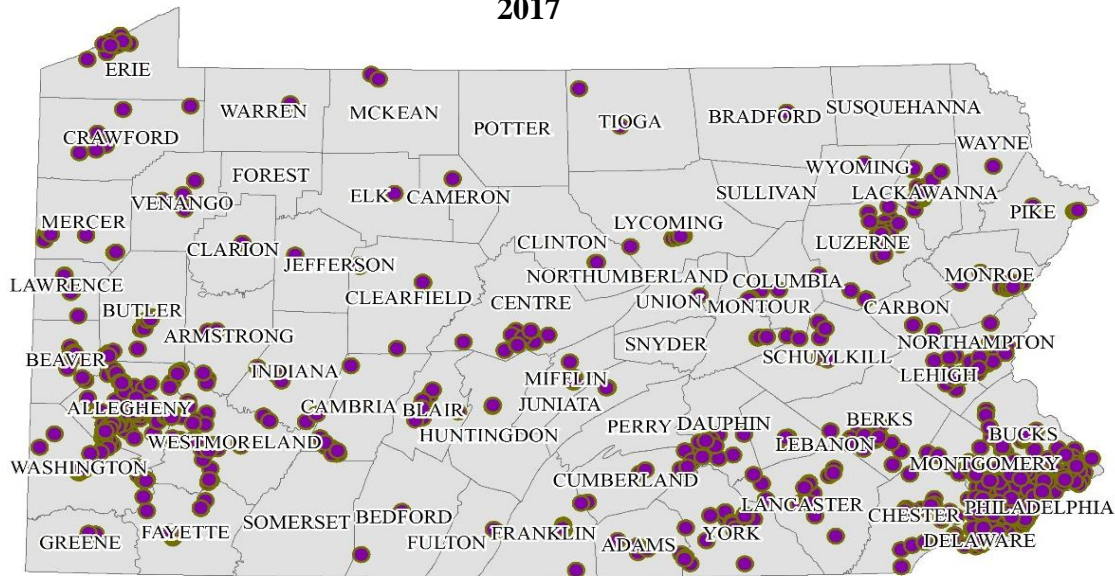 2017
ERIE
WARREN
MCKEAN
POTTER
TIOGA
BRADFORD
SUSQUEHANNA
CRAWFORD
WAYNE
WYOMING
FOREST
VENANGO
ELK
CAMERON
SULLIVAN
LACKAWANNA
MERCER
LYCOMING
PIKE
CLARION
JEFFERSON
CLINTON
LUZERNE
LAWRENCE
CLEARFIELD
NORTHUMBERLAND
COLUMBIA
MONROE
BUTLER
CENTRE
UNION
MONTOUR
CARBON
ARMSTRONG
SNYDER
NORTHAMPTON
BEAVER
INDIANA
SCHUYLKILL
MIFFLIN
LEHIGH
ALLEGHENY
CAMBRIA
BLAIR
JUNIATA
HUNTINGDON
PERRY
DAUPHIN
BERKS
WESTMORELAND
LEBANON
BUCKS
WASHINGTON
CUMBERLAND
MONTGOMERY
LANCASTER
PHILADELPHIA
SOMERSET
BEDFORD
CHESTER
GREENE
FAYETTE
FULTON
FRANKLIN
ADAMS
YORK
DELAWARE